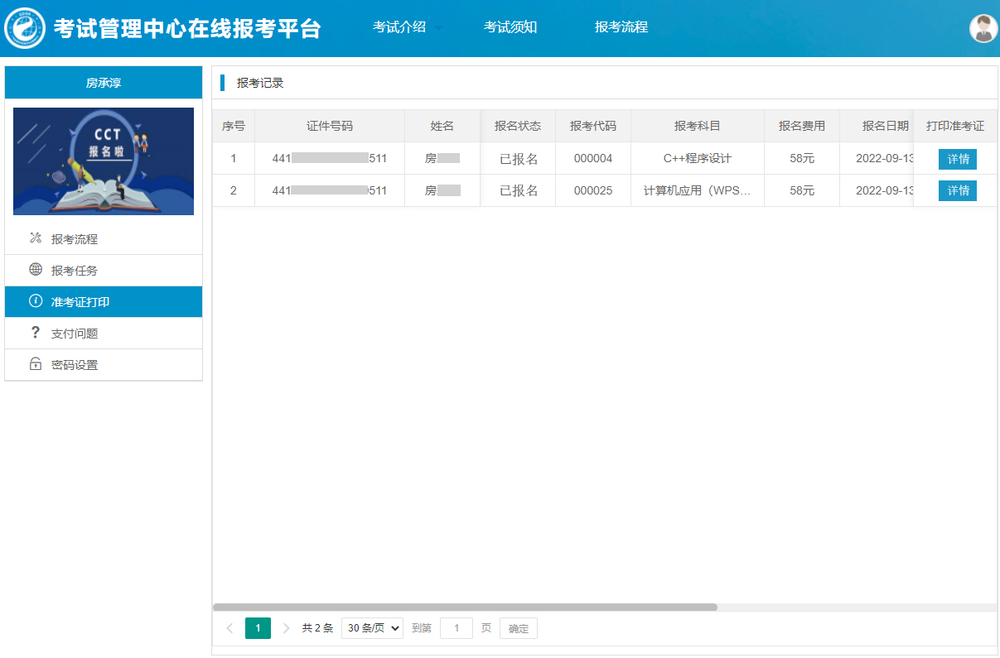 考试管理中心在线报考平台
考试介绍 考试须知 报考流程
房承淳
CCT
报名啦
报考流程
报考任务
准考证打印
支付问题
密码设置
报考记录
序号 证件号码 姓名 报名状态 报考代码 报考科目 报名费用 报名日期 打印准考证
1 441 511 房 已报名 000004 C++程序设计 58元 2022-09-13 详情
2 441 511 房 已报名 000025 计算机应用（WPS... 58元 2022-09-13 详情
1 共 2 条 30 条/页 到第 1 页 确定